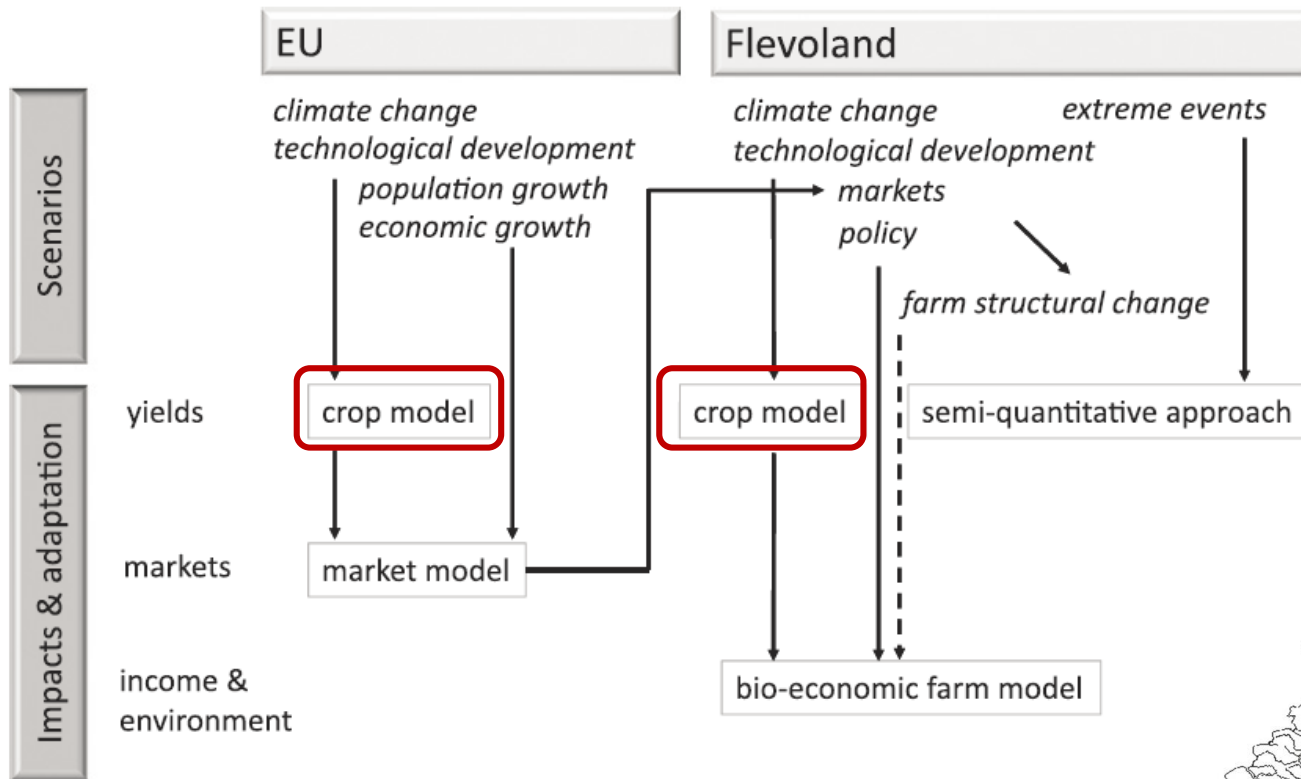 EU
Flevoland
Scenarios
climate change
technological development
population growth
economic growth
climate change
technological development
markets
policy
extreme events
farm structural change
Impacts & adaptation
yields
crop model
crop model
semi-quantitative approach
markets
market model
income &
environment
bio-economic farm model